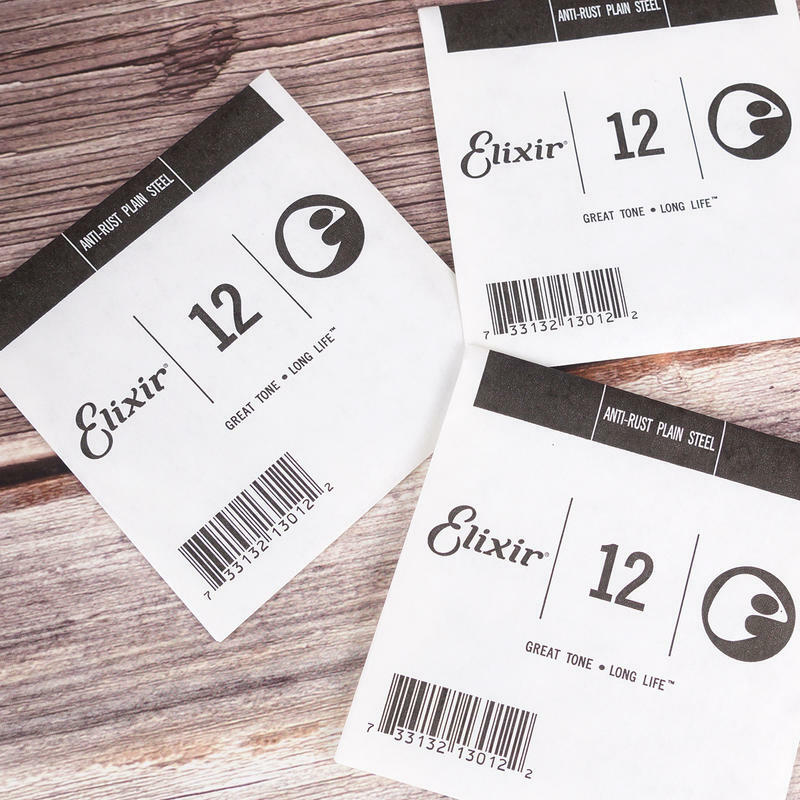 ANTI-RUST PLAIN STEEL
Elixir®
12
GREAT TONE • LONG LIFE™
7 33132 13012 2
ANTI-RUST PLAIN STEEL
Elixir®
12
GREAT TONE • LONG LIFE™
7 33132 13012 2
ANTI-RUST PLAIN STEEL
Elixir®
12
GREAT TONE • LONG LIFE™
7 33132 13012 2